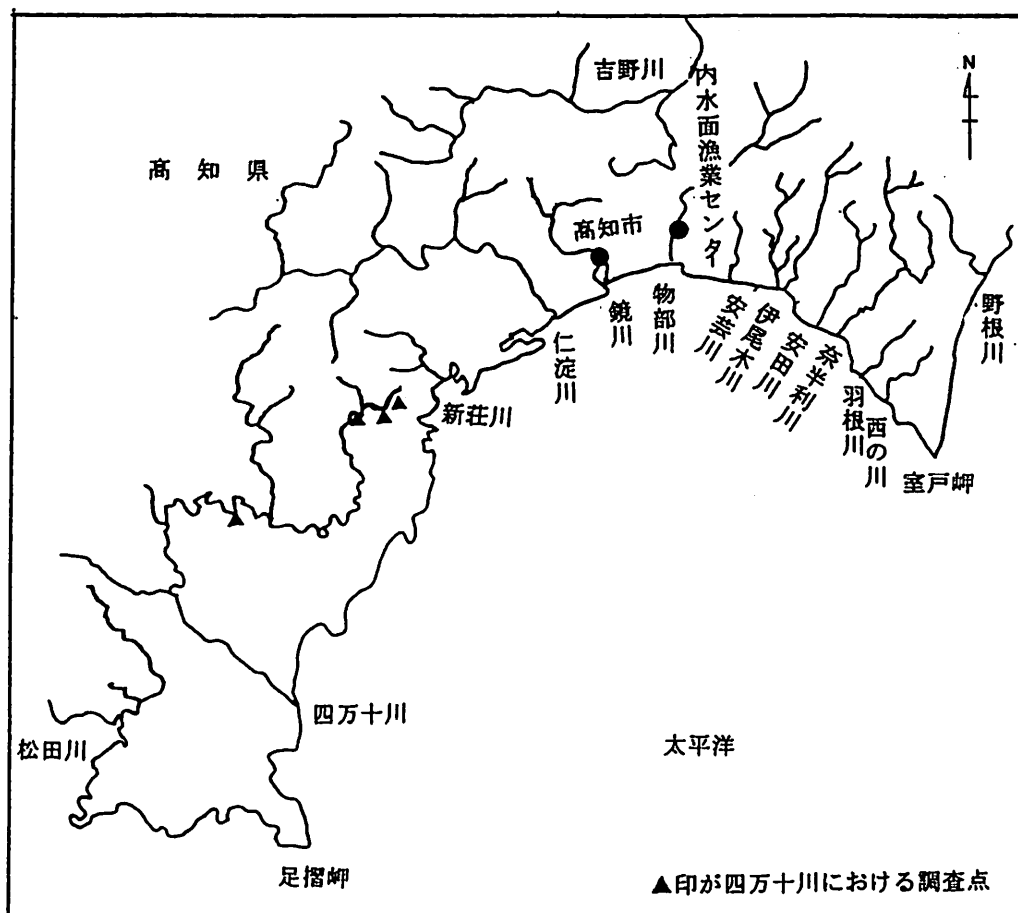 吉野川
内水面漁業センター
N
高知県
高知市
鏡川
物部川
安芸川
伊尾木川
安田川
奈半利川
羽根川
西の川
野根川
仁淀川
新荘川
室戸岬
四万十川
松田川
太平洋
足摺岬
▲印が四万十川における調査点